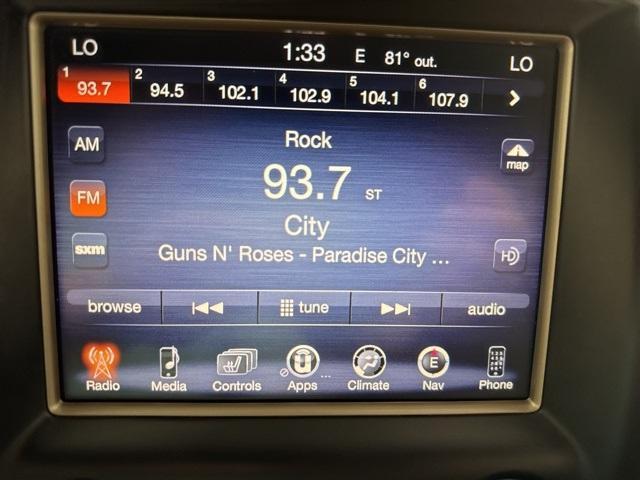 LO 1:33 E 81° out. LO
1 93.7 2 94.5 3 102.1 4 102.9 5 104.1 6 107.9
AM Rock map
FM 93.7 ST
City
sxm Guns N' Roses - Paradise City ... HD
browse tune audio
Radio Media Controls Apps ... Climate E Nav Phone